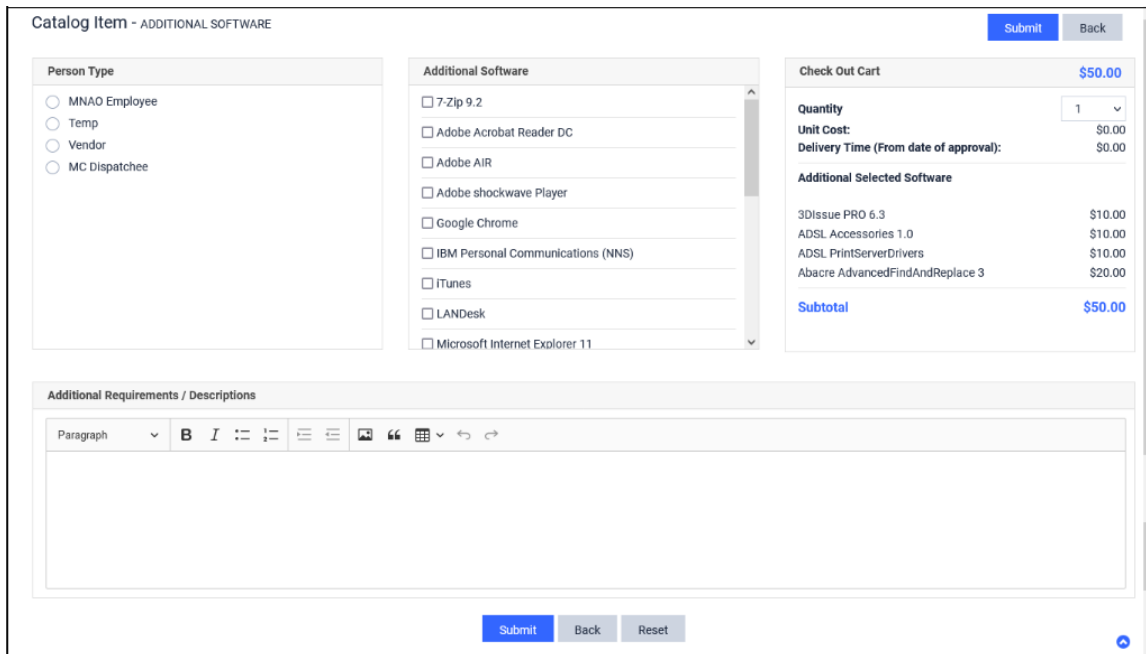 Catalog Item - ADDITIONAL SOFTWARE
Submit
Back
Person Type
MNAO Employee
Temp
Vendor
MC Dispatchee
Additional Software
7-Zip 9.2
Adobe Acrobat Reader DC
Adobe AIR
Adobe shockwave Player
Google Chrome
IBM Personal Communications (NNS)
iTunes
LANDesk
Microsoft Internet Explorer 11
Check Out Cart $50.00
Quantity 1
Unit Cost: $0.00
Delivery Time (From date of approval): $0.00
Additional Selected Software
3DIssue PRO 6.3 $10.00
ADSL Accessories 1.0 $10.00
ADSL PrintServerDrivers $10.00
Abacre AdvancedFindAndReplace 3 $20.00
Subtotal $50.00
Additional Requirements / Descriptions
Paragraph B I
Submit Back Reset